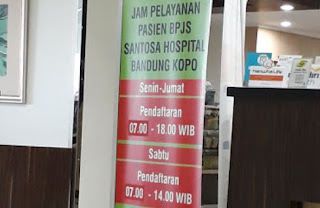 JAM PELAYANAN
PASIEN BPJS
SANTOSA HOSPITAL
BANDUNG KOPO
Senin-Jumat
Pendaftaran
07.00 - 18.00 WIB
Sabtu
Pendaftaran
07.00 - 14.00 WIB